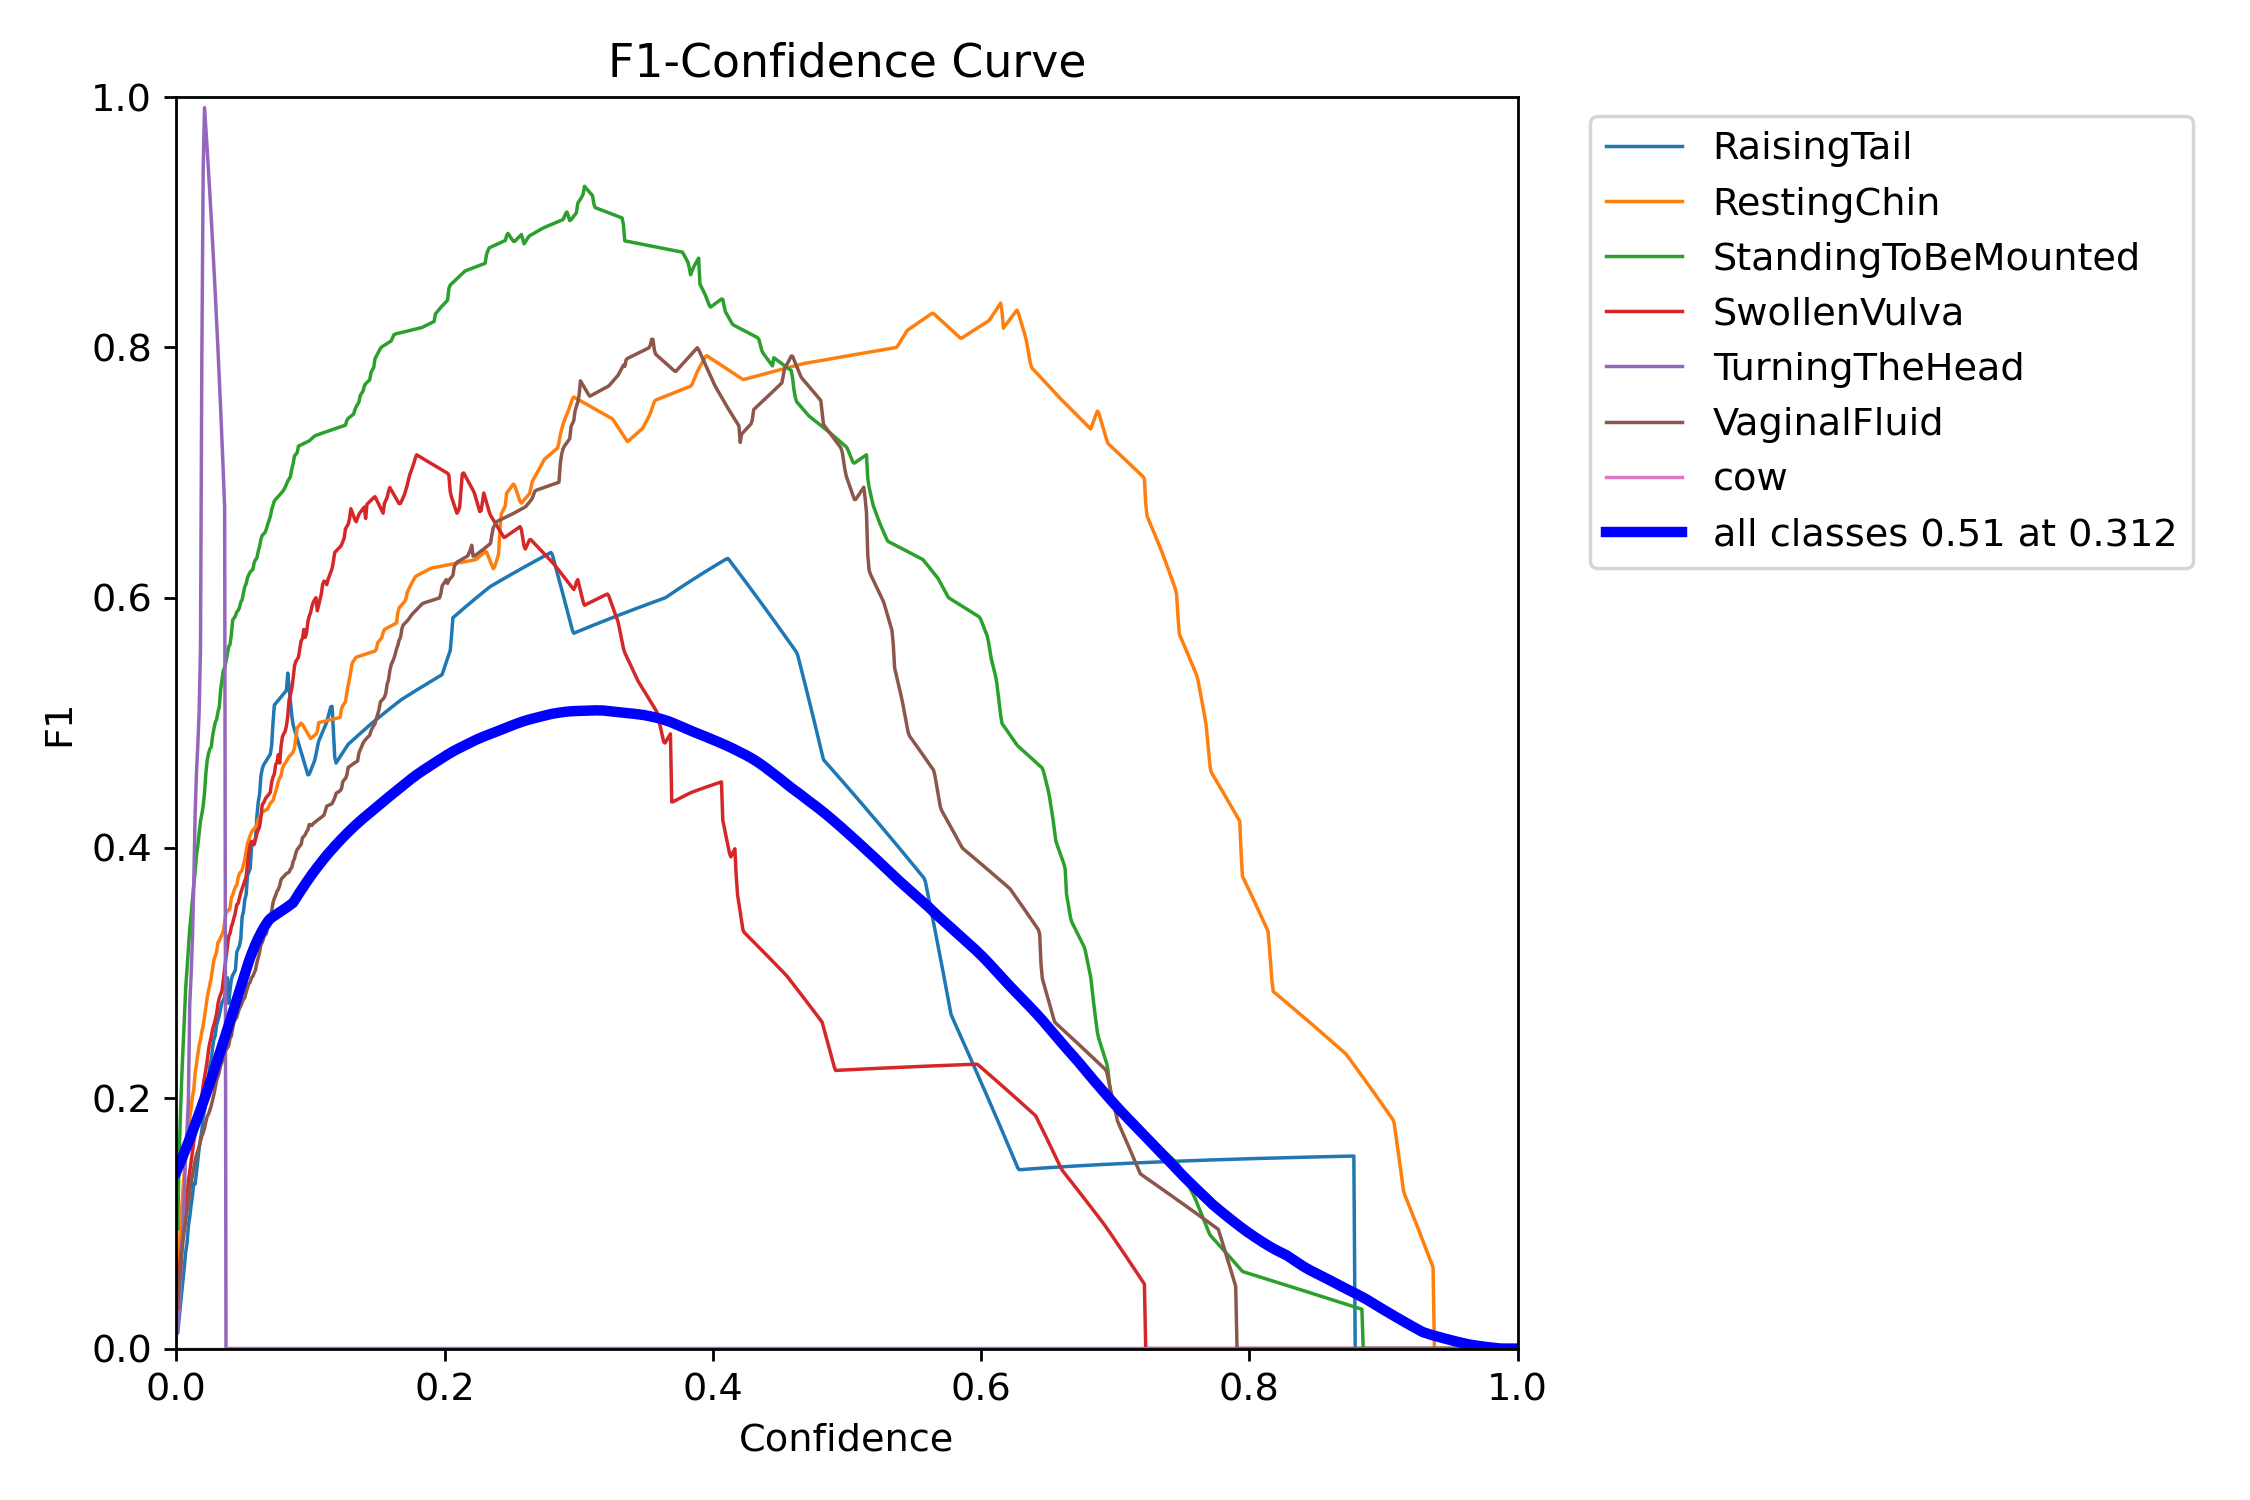 F1-Confidence Curve
1.0
0.8
0.6
0.4
0.2
0.0
F1
0.0 0.2 0.4 0.6 0.8 1.0
Confidence
RaisingTail
RestingChin
StandingToBeMounted
SwollenVulva
TurningTheHead
VaginalFluid
cow
all classes 0.51 at 0.312